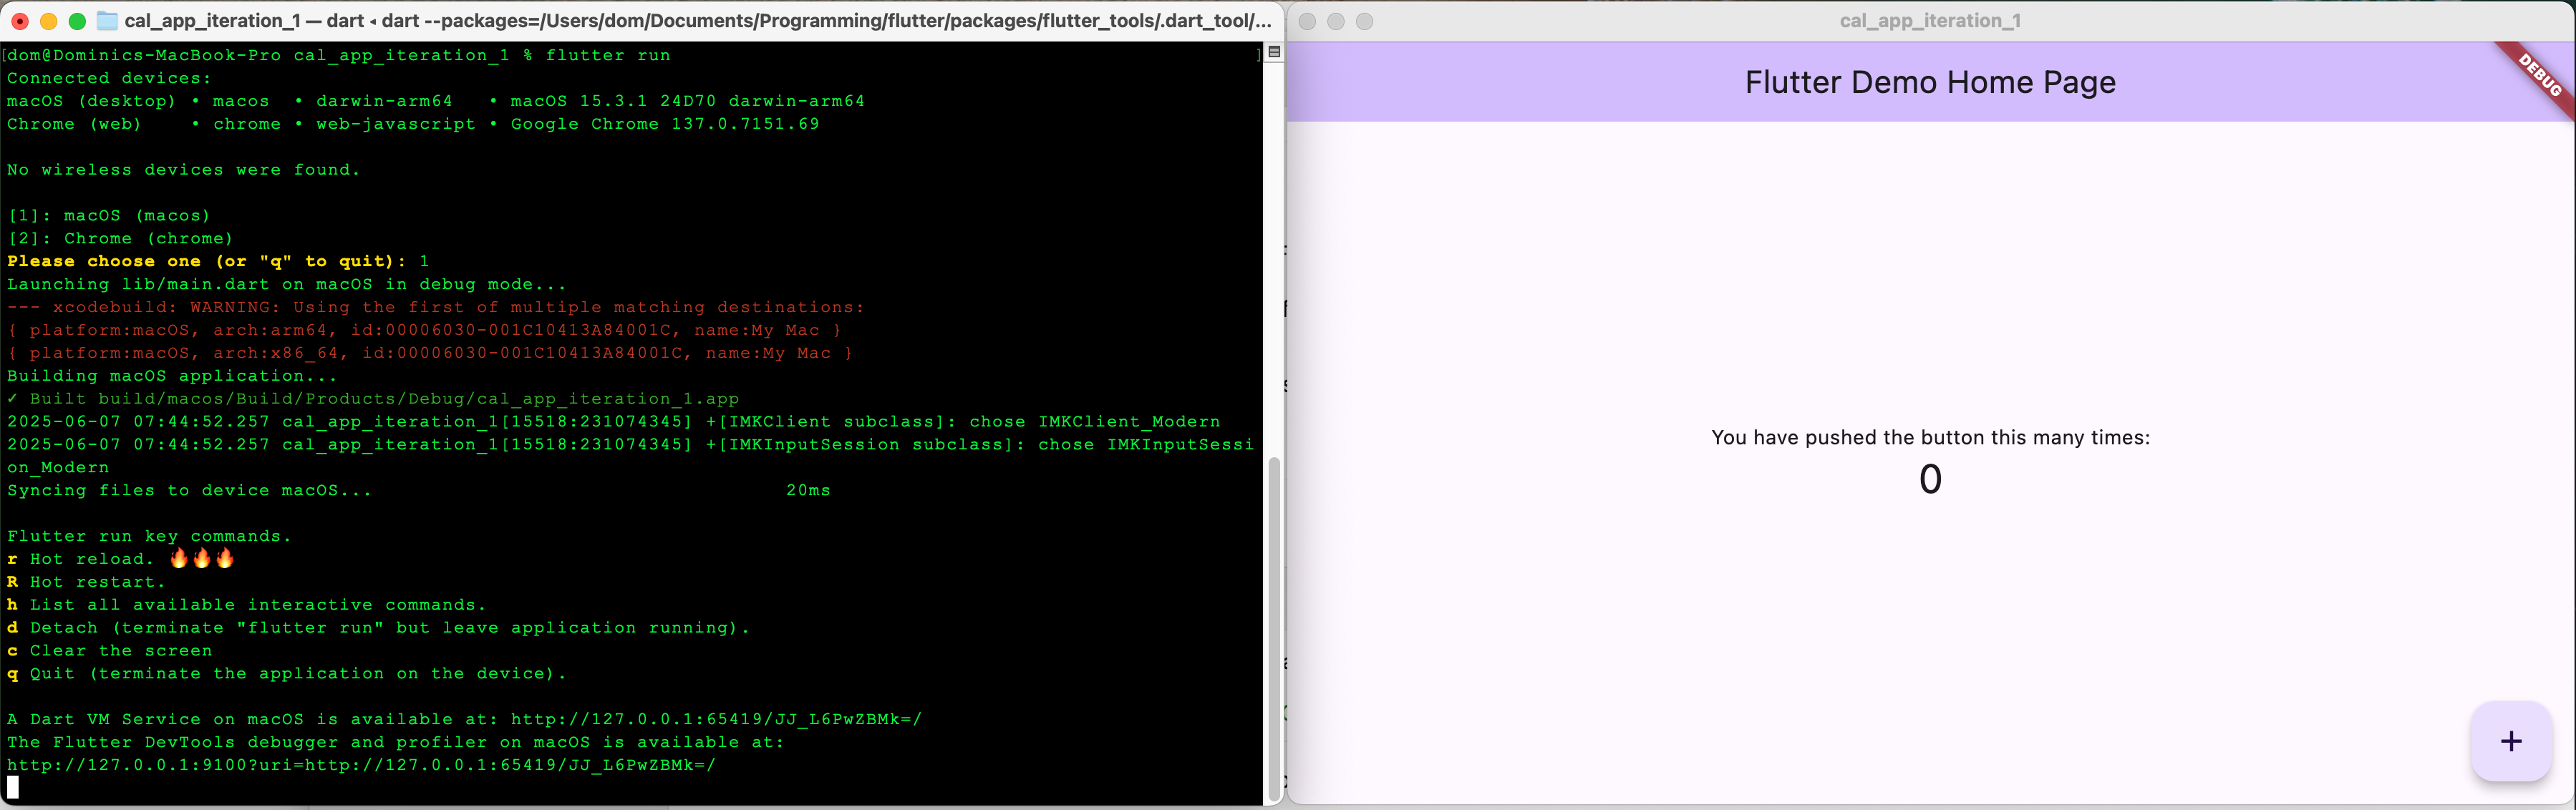 cal_app_iteration_1 — dart ◂ dart --packages=/Users/dom/Documents/Programming/flutter/packages/flutter_tools/.dart_tool/...
[dom@Dominics-MacBook-Pro cal_app_iteration_1 % flutter run ]
Connected devices:
macOS (desktop) • macos • darwin-arm64 • macOS 15.3.1 24D70 darwin-arm64
Chrome (web) • chrome • web-javascript • Google Chrome 137.0.7151.69
No wireless devices were found.
[1]: macOS (macos)
[2]: Chrome (chrome)
Please choose one (or "q" to quit): 1
Launching lib/main.dart on macOS in debug mode...
--- xcodebuild: WARNING: Using the first of multiple matching destinations:
{ platform:macOS, arch:arm64, id:00006030-001C10413A84001C, name:My Mac }
{ platform:macOS, arch:x86_64, id:00006030-001C10413A84001C, name:My Mac }
Building macOS application...
✓ Built build/macos/Build/Products/Debug/cal_app_iteration_1.app
2025-06-07 07:44:52.257 cal_app_iteration_1[15518:231074345] +[IMKClient subclass]: chose IMKClient_Modern
2025-06-07 07:44:52.257 cal_app_iteration_1[15518:231074345] +[IMKInputSession subclass]: chose IMKInputSessi
on_Modern
Syncing files to device macOS... 20ms
Flutter run key commands.
r Hot reload. 🔥🔥🔥
R Hot restart.
h List all available interactive commands.
d Detach (terminate "flutter run" but leave application running).
c Clear the screen
q Quit (terminate the application on the device).
A Dart VM Service on macOS is available at: http://127.0.0.1:65419/JJ_L6PwZBMk=/
The Flutter DevTools debugger and profiler on macOS is available at:
http://127.0.0.1:9100?uri=http://127.0.0.1:65419/JJ_L6PwZBMk=/
cal_app_iteration_1
Flutter Demo Home Page
DEBUG
You have pushed the button this many times:
0
+